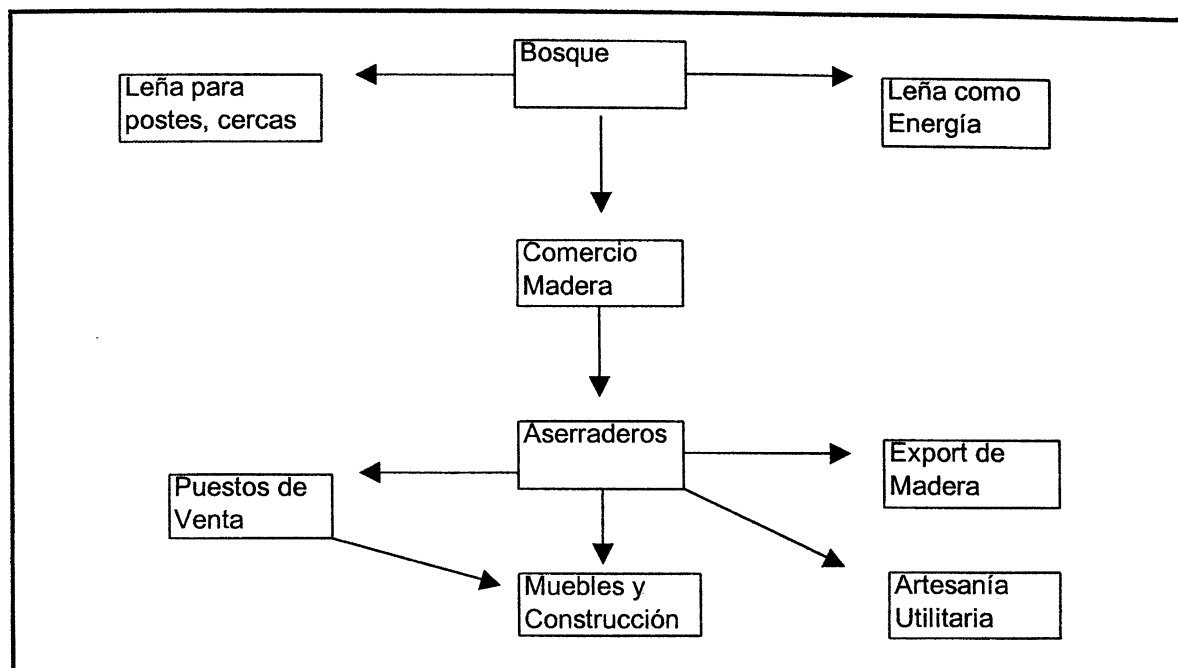 Bosque
Leña para
postes, cercas
Leña como
Energía
Comercio
Madera
Aserraderos
Export de
Madera
Puestos de
Venta
Muebles y
Construcción
Artesanía
Utilitaria